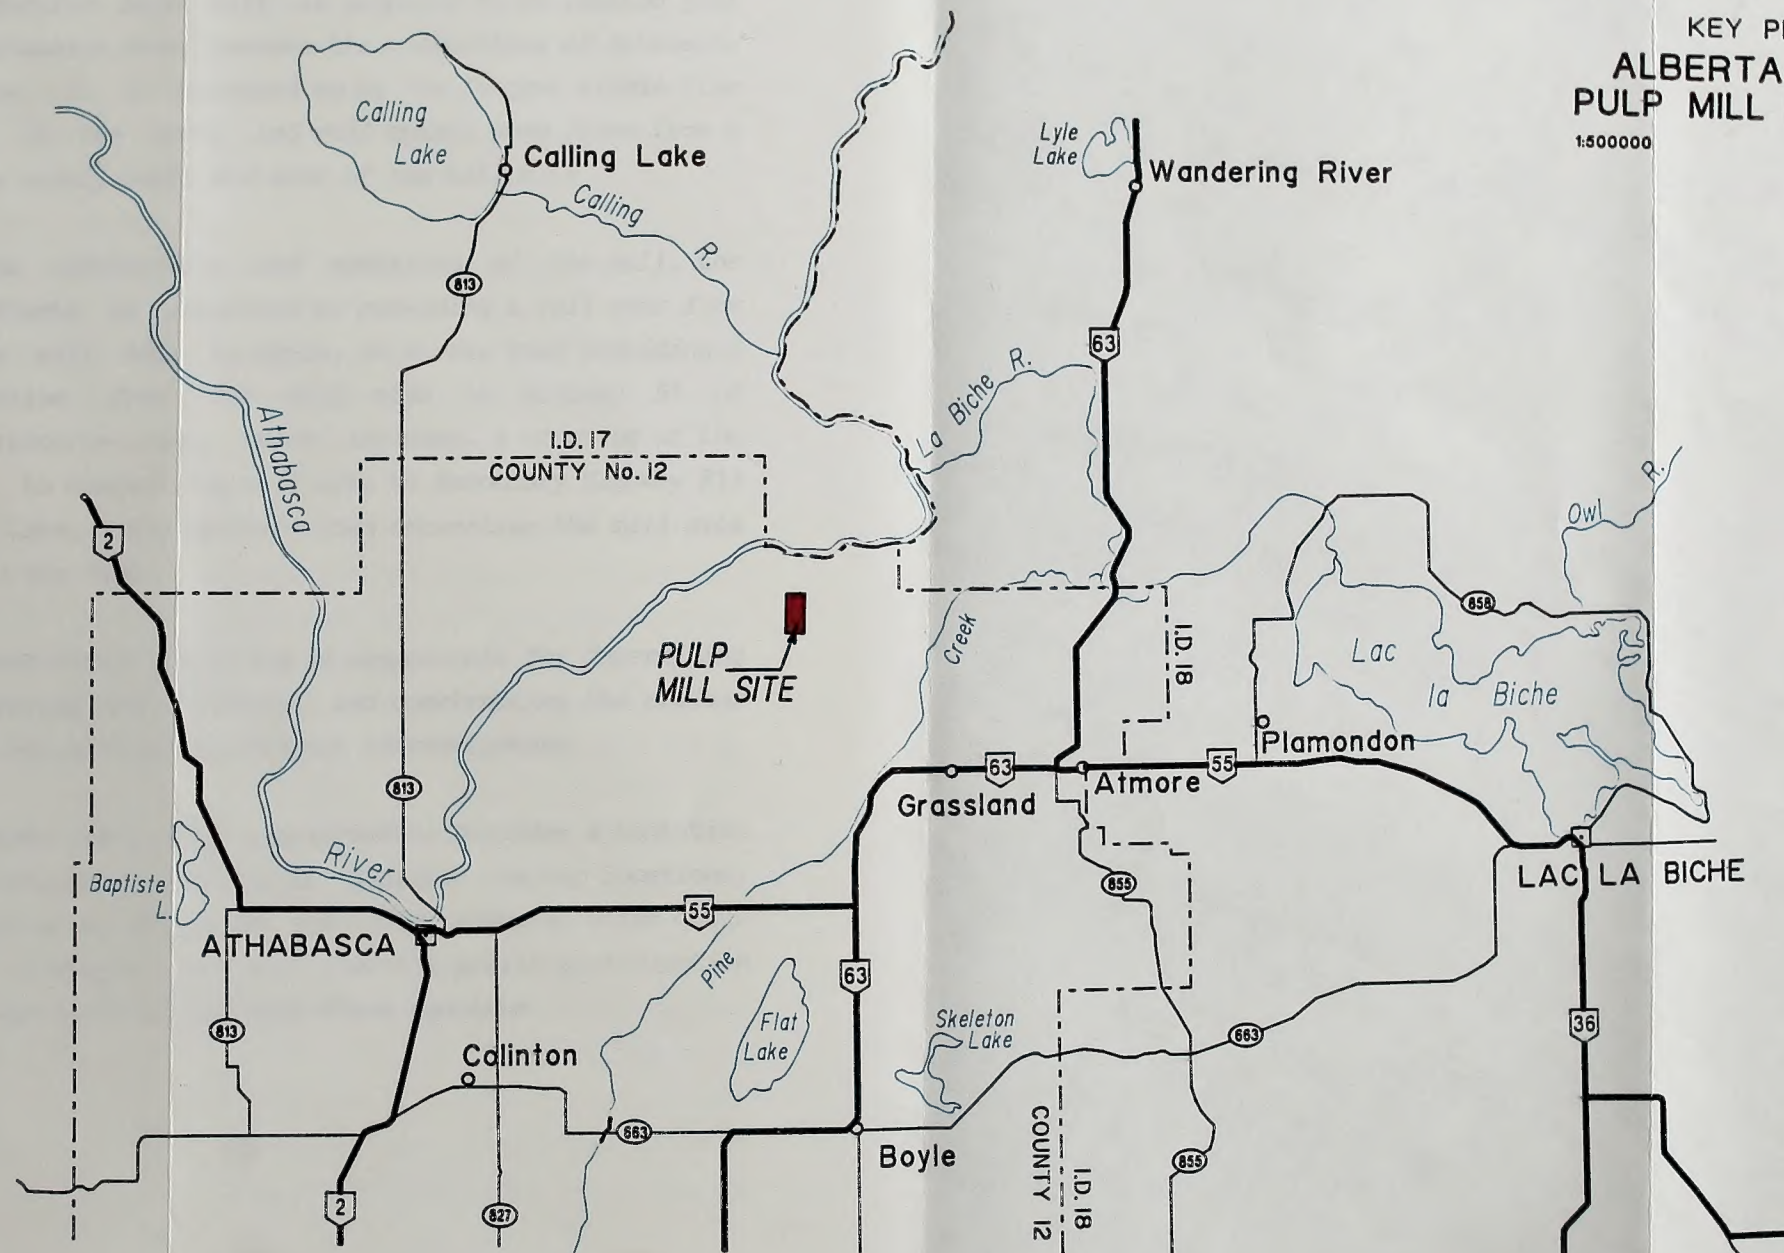 KEY PL
ALBERTA
PULP MILL
1:500000
Calling
Lake
Calling Lake
Calling
R.
813
Lyle
Lake
Wandering River
63
La Biche R.
Athabasca
I.D. 17
COUNTY No. 12
2
Owl
R.
858
PULP
MILL SITE
Creek
I.D. 18
Lac
la Biche
Plamondon
813
63
Atmore
55
Grassland
Baptiste
L.
River
855
LAC LA BICHE
55
ATHABASCA
Pine
63
813
Flat
Lake
Skeleton
Lake
663
36
Colinton
663
Boyle
COUNTY 12
I.D. 18
855
2
827